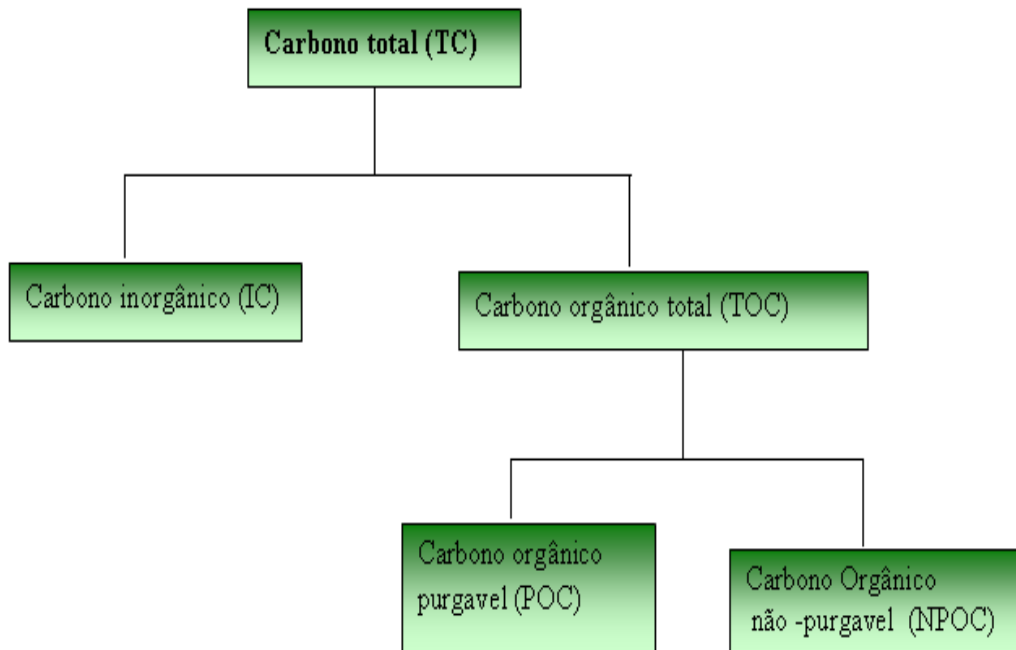 Carbono total (TC)
Carbono inorgânico (IC)
Carbono orgânico total (TOC)
Carbono orgânico
purgavel (POC)
Carbono Orgânico
não -purgavel (NPOC)